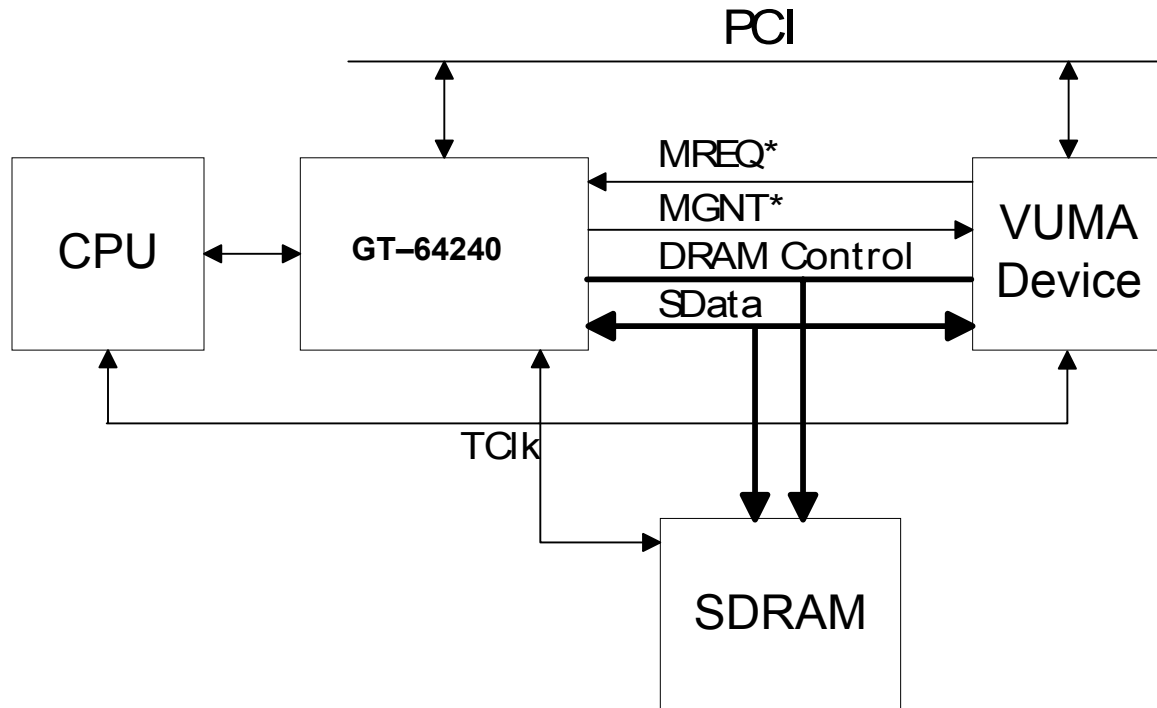 PCI
MREQ*
MGNT*
CPU
GT–64240
DRAM Control
SData
VUMA
Device
TClk
SDRAM